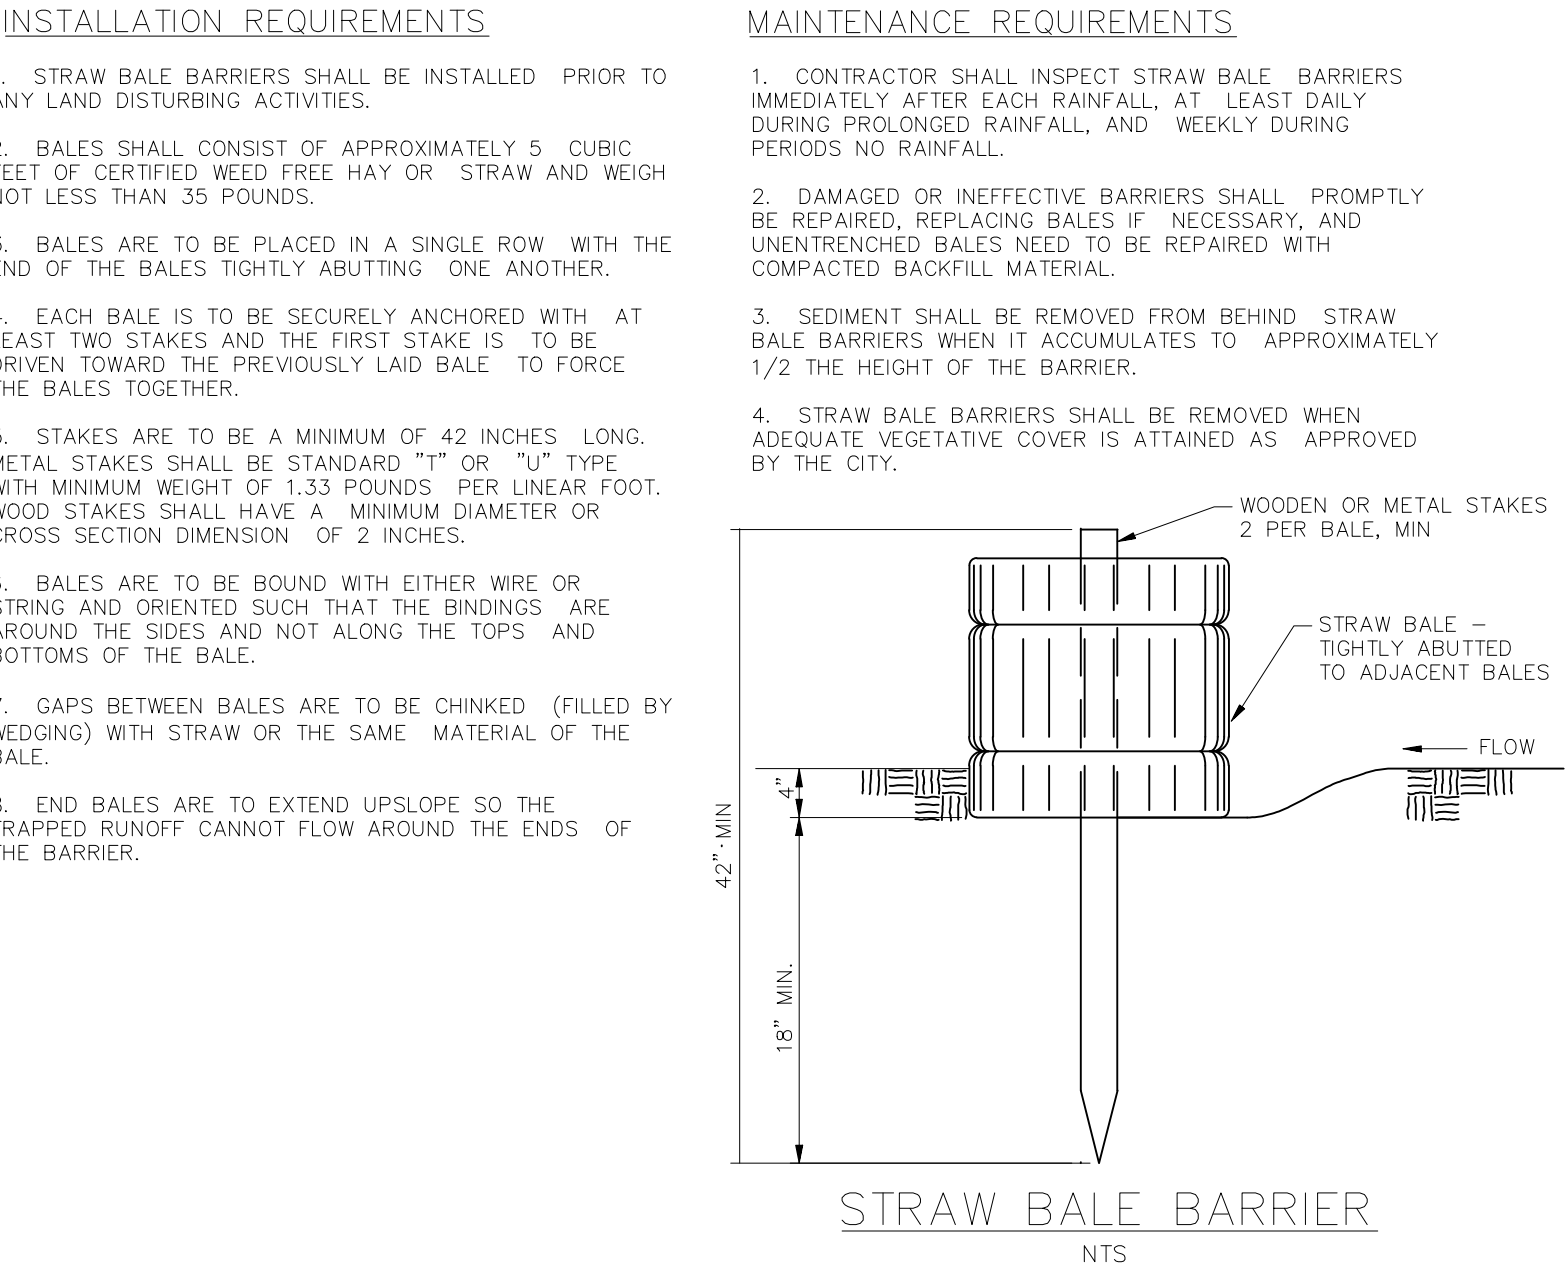 INSTALLATION REQUIREMENTS
. STRAW BALE BARRIERS SHALL BE INSTALLED PRIOR TO
ANY LAND DISTURBING ACTIVITIES.
2. BALES SHALL CONSIST OF APPROXIMATELY 5 CUBIC
FEET OF CERTIFIED WEED FREE HAY OR STRAW AND WEIGH
NOT LESS THAN 35 POUNDS.
3. BALES ARE TO BE PLACED IN A SINGLE ROW WITH THE
END OF THE BALES TIGHTLY ABUTTING ONE ANOTHER.
4. EACH BALE IS TO BE SECURELY ANCHORED WITH AT
LEAST TWO STAKES AND THE FIRST STAKE IS TO BE
DRIVEN TOWARD THE PREVIOUSLY LAID BALE TO FORCE
THE BALES TOGETHER.
5. STAKES ARE TO BE A MINIMUM OF 42 INCHES LONG.
METAL STAKES SHALL BE STANDARD "T" OR "U" TYPE
WITH MINIMUM WEIGHT OF 1.33 POUNDS PER LINEAR FOOT.
WOOD STAKES SHALL HAVE A MINIMUM DIAMETER OR
CROSS SECTION DIMENSION OF 2 INCHES.
6. BALES ARE TO BE BOUND WITH EITHER WIRE OR
STRING AND ORIENTED SUCH THAT THE BINDINGS ARE
AROUND THE SIDES AND NOT ALONG THE TOPS AND
BOTTOMS OF THE BALE.
7. GAPS BETWEEN BALES ARE TO BE CHINKED (FILLED BY
WEDGING) WITH STRAW OR THE SAME MATERIAL OF THE
BALE.
8. END BALES ARE TO EXTEND UPSLOPE SO THE
TRAPPED RUNOFF CANNOT FLOW AROUND THE ENDS OF
THE BARRIER.
MAINTENANCE REQUIREMENTS
1. CONTRACTOR SHALL INSPECT STRAW BALE BARRIERS
IMMEDIATELY AFTER EACH RAINFALL, AT LEAST DAILY
DURING PROLONGED RAINFALL, AND WEEKLY DURING
PERIODS NO RAINFALL.
2. DAMAGED OR INEFFECTIVE BARRIERS SHALL PROMPTLY
BE REPAIRED, REPLACING BALES IF NECESSARY, AND
UNENTRENCHED BALES NEED TO BE REPAIRED WITH
COMPACTED BACKFILL MATERIAL.
3. SEDIMENT SHALL BE REMOVED FROM BEHIND STRAW
BALE BARRIERS WHEN IT ACCUMULATES TO APPROXIMATELY
1/2 THE HEIGHT OF THE BARRIER.
4. STRAW BALE BARRIERS SHALL BE REMOVED WHEN
ADEQUATE VEGETATIVE COVER IS ATTAINED AS APPROVED
BY THE CITY.
WOODEN OR METAL STAKES
2 PER BALE, MIN
STRAW BALE –
TIGHTLY ABUTTED
TO ADJACENT BALES
FLOW
4"
42"·MIN
18" MIN.
STRAW BALE BARRIER
NTS